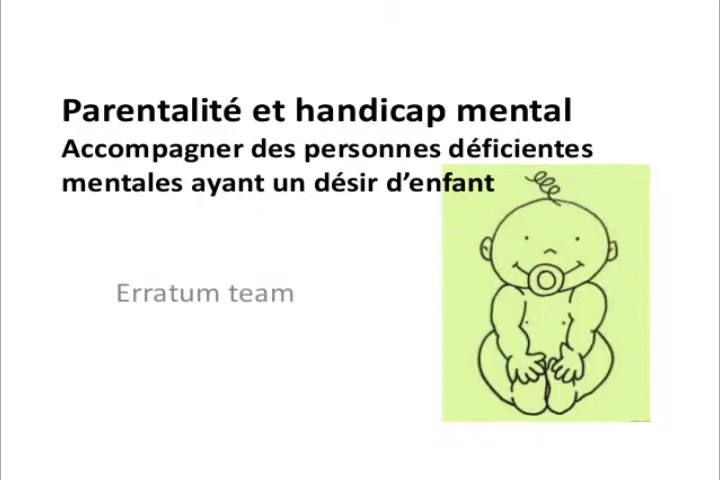 Parentalité et handicap mental
Accompagner des personnes déficientes
mentales ayant un désir d’enfant
Erratum team